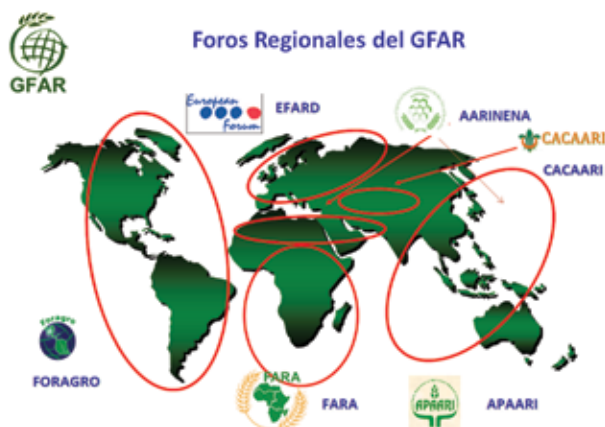 GFAR
Foros Regionales del GFAR
European
Forum
EFARD
AARINENA
CACAARI
CACAARI
Foragro
FORAGRO
FARA
FARA
APAARI
APAARI